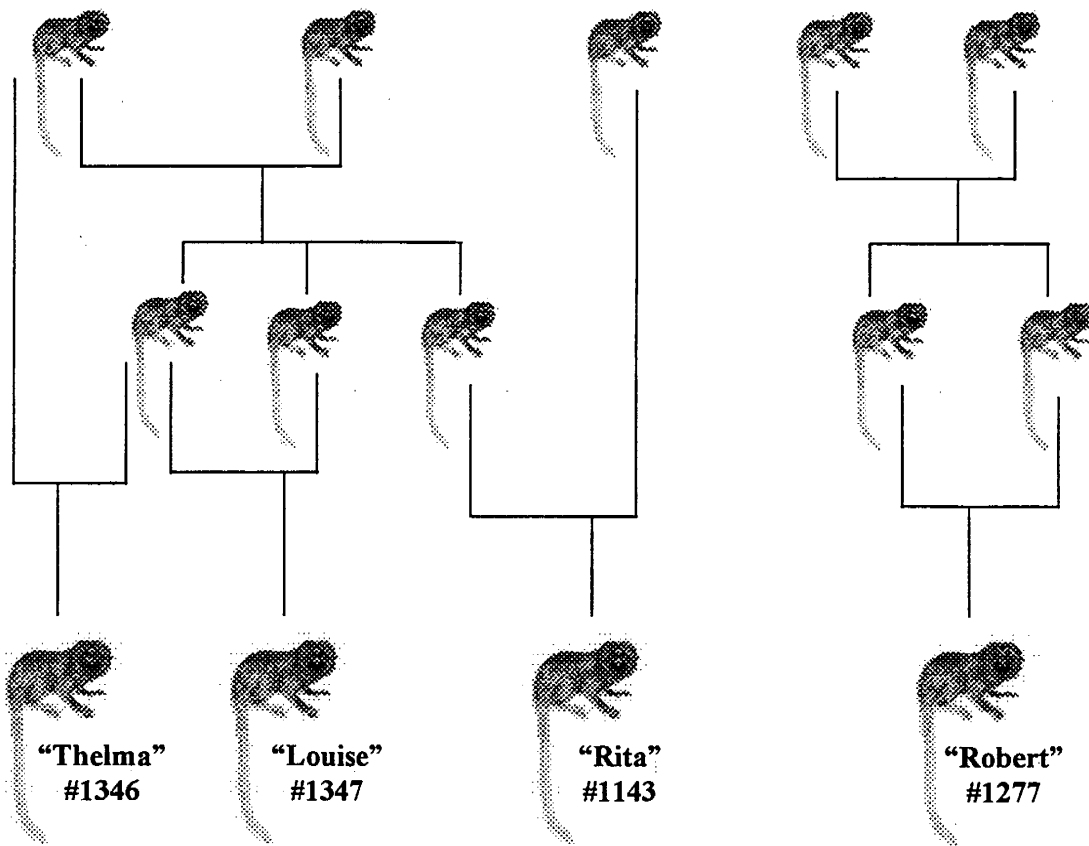 “Thelma”
#1346
“Louise”
#1347
“Rita”
#1143
“Robert”
#1277